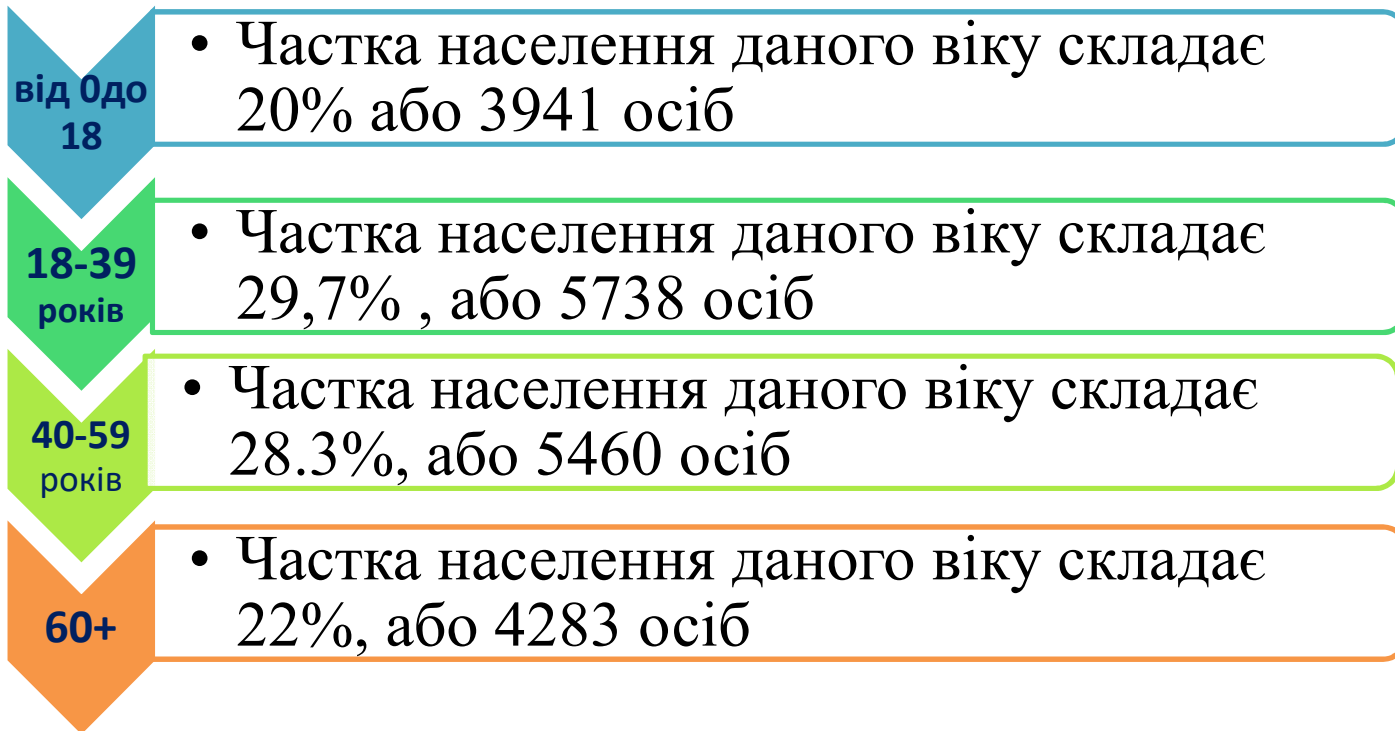 від 0до
18
• Частка населення даного віку складає
20% або 3941 осіб
18-39
років
• Частка населення даного віку складає
29,7% , або 5738 осіб
40-59
років
• Частка населення даного віку складає
28.3%, або 5460 осіб
60+
• Частка населення даного віку складає
22%, або 4283 осіб